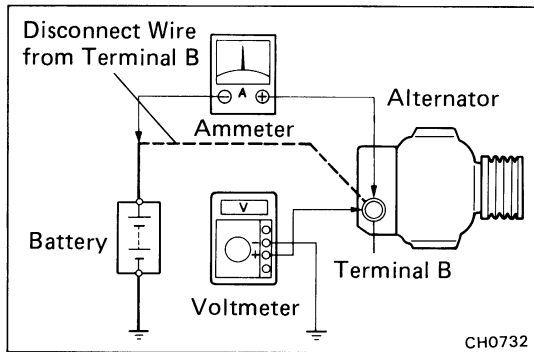 Disconnect Wire
from Terminal B
A
Ammeter
Alternator
V
Battery
Voltmeter
Terminal B
CH0732